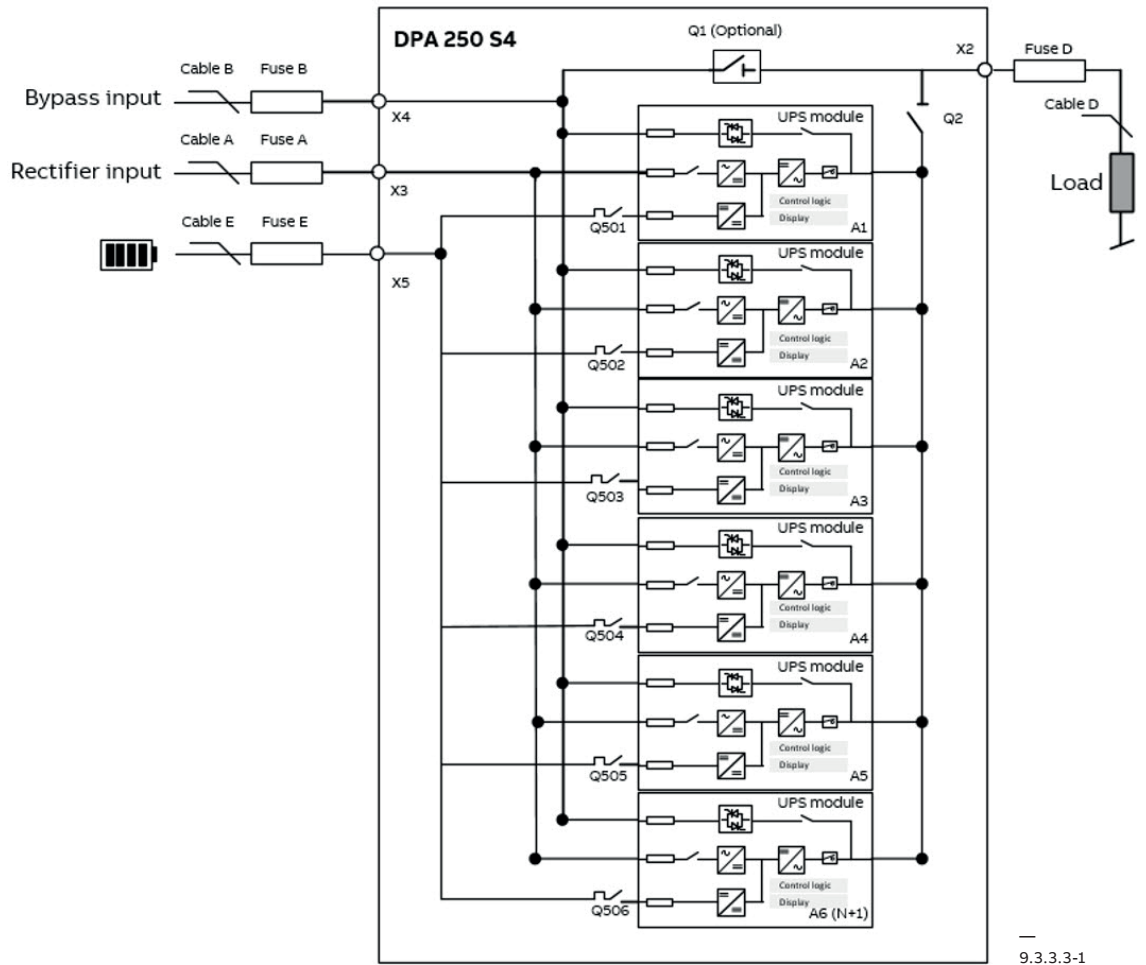 DPA 250 S4
Q1 (Optional)
X2
Fuse D
Cable B
Fuse B
Bypass input
X4
Cable D
Q2
UPS module
Cable A
Fuse A
Rectifier input
X3
Load
Control logic
Display
A1
Cable E
Fuse E
Q501
X5
UPS module
Control logic
Display
A2
Q502
UPS module
Control logic
Display
A3
Q503
UPS module
Control logic
Display
A4
Q504
UPS module
Control logic
Display
A5
Q505
UPS module
Control logic
Display
A6 (N+1)
Q506
9.3.3.3-1